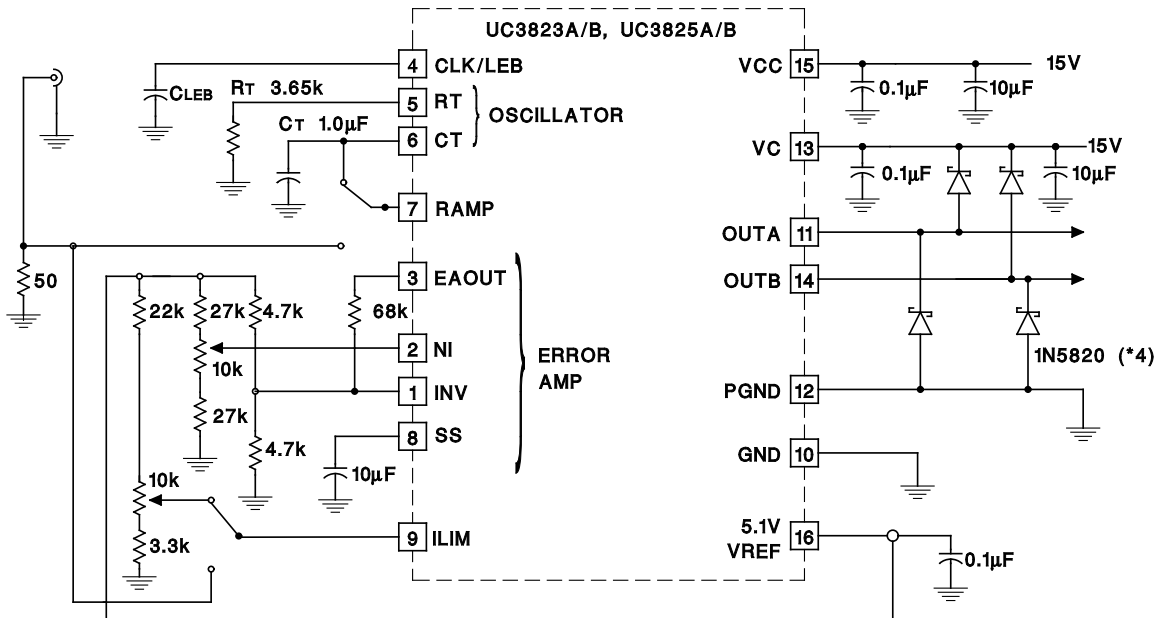 UC3823A/B, UC3825A/B
4 CLK/LEB
CLEB
RT 3.65k
5 RT
OSCILLATOR
CT 1.0µF
6 CT
7 RAMP
50
3 EAOUT
22k
27k
4.7k
68k
2 NI
10k
ERROR
AMP
1 INV
27k
8 SS
4.7k
10µF
10k
9 ILIM
3.3k
VCC 15
15V
0.1µF
10µF
VC 13
15V
0.1µF
10µF
OUTA 11
OUTB 14
1N5820 (*4)
PGND 12
GND 10
5.1V
VREF 16
0.1µF